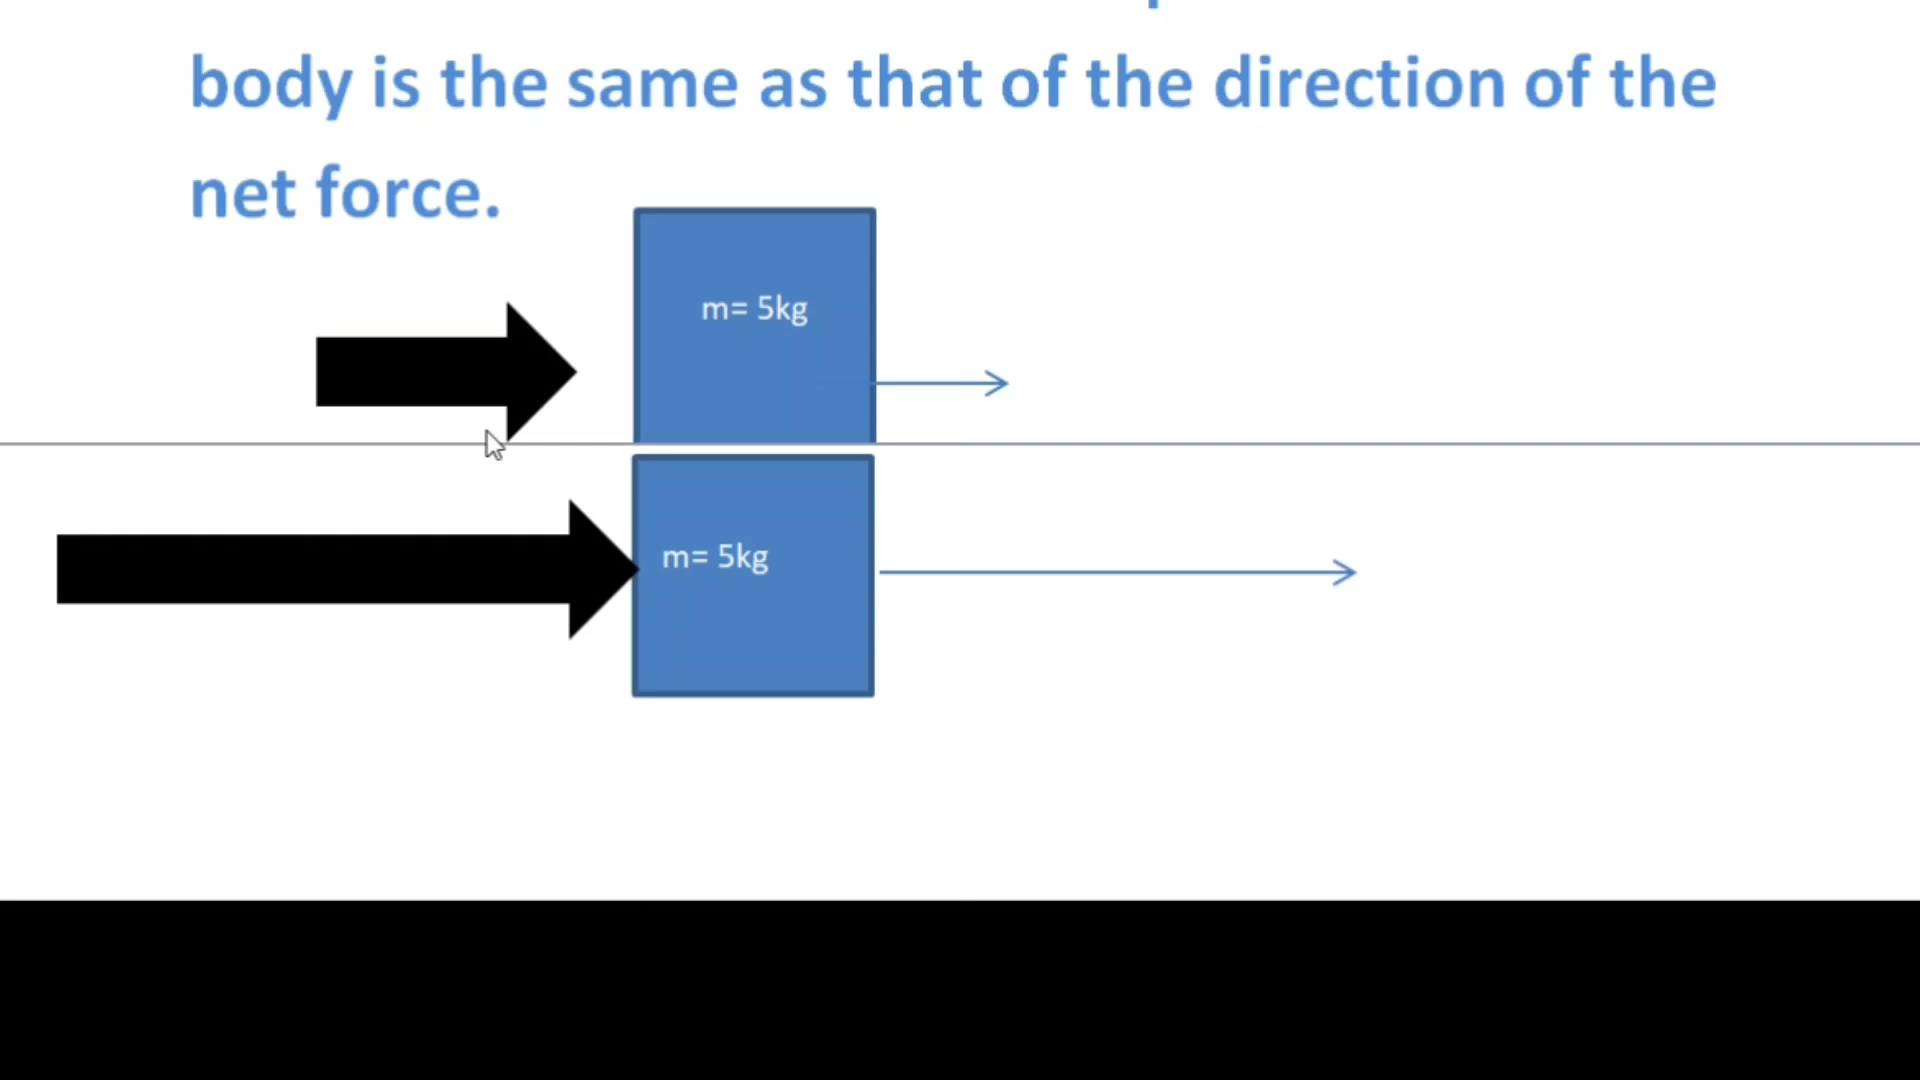 body is the same as that of the direction of the
net force.
m= 5kg
m= 5kg